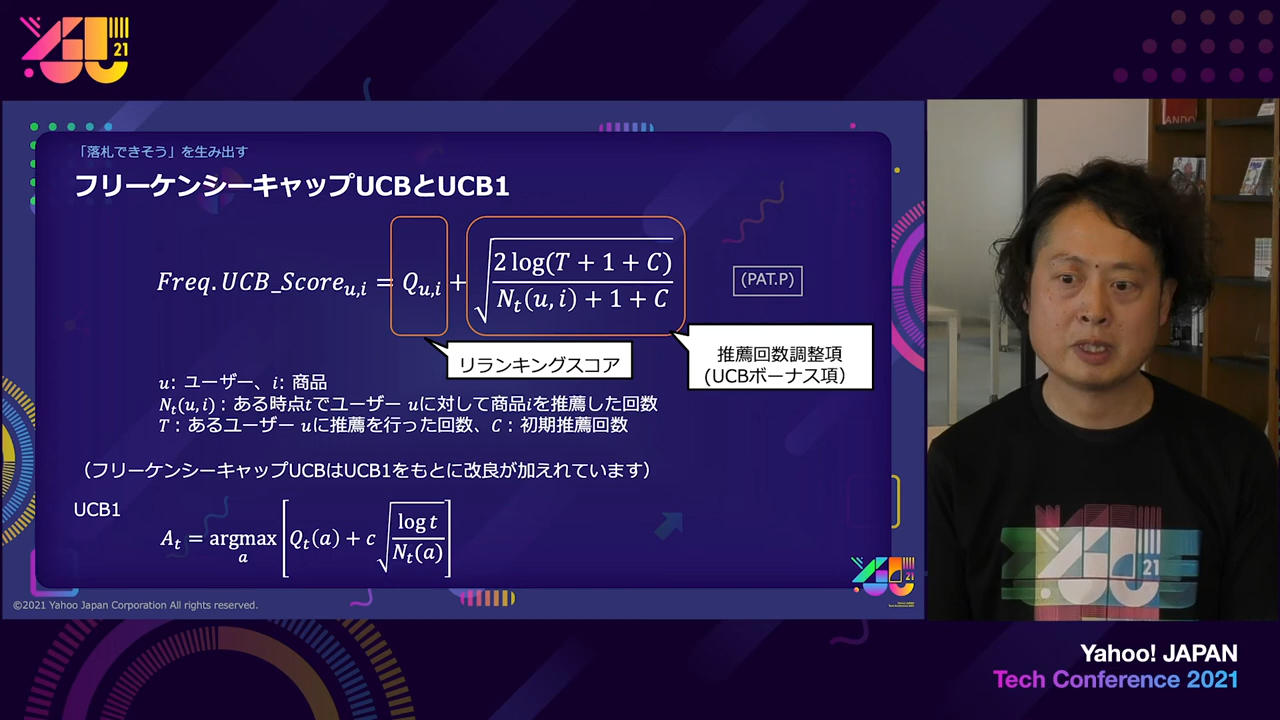 21
ANDO
「落札できそう」を生み出す
フリーケンシーキャップUCBとUCB1
Freq.UCB_Score_{u,i} = Q_{u,i} + √(2 log(T + 1 + C) / (N_t(u, i) + 1 + C))
(PAT.P)
リランキングスコア
推薦回数調整項
(UCBボーナス項)
u: ユーザー、i: 商品
N_t(u, i) : ある時点tでユーザー uに対して商品iを推薦した回数
T : あるユーザー uに推薦を行った回数、C : 初期推薦回数
（フリーケンシーキャップUCBはUCB1をもとに改良が加えれています）
UCB1
A_t = argmax_a [Q_t(a) + c √(log t / N_t(a))]
21
21
©2021 Yahoo Japan Corporation All rights reserved.
Yahoo! JAPAN
Tech Conference 2021